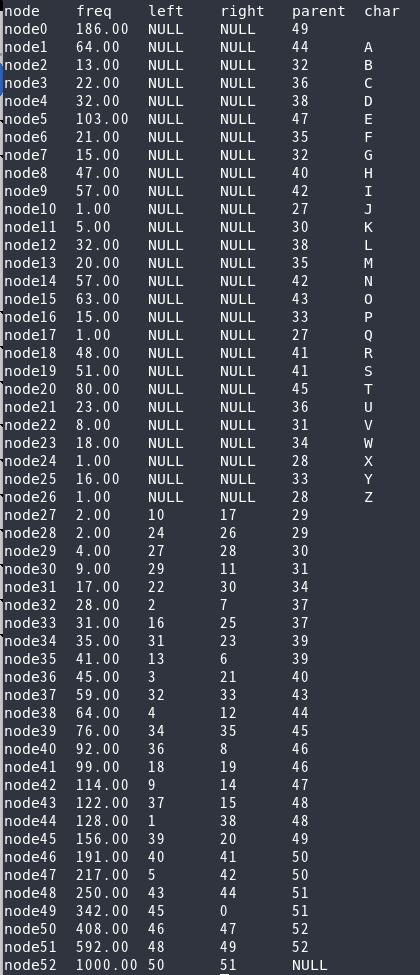 node freq left right parent char
node0 186.00 NULL NULL 49
node1 64.00 NULL NULL 44 A
node2 13.00 NULL NULL 32 B
node3 22.00 NULL NULL 36 C
node4 32.00 NULL NULL 38 D
node5 103.00 NULL NULL 47 E
node6 21.00 NULL NULL 35 F
node7 15.00 NULL NULL 32 G
node8 47.00 NULL NULL 40 H
node9 57.00 NULL NULL 42 I
node10 1.00 NULL NULL 27 J
node11 5.00 NULL NULL 30 K
node12 32.00 NULL NULL 38 L
node13 20.00 NULL NULL 35 M
node14 57.00 NULL NULL 42 N
node15 63.00 NULL NULL 43 O
node16 15.00 NULL NULL 33 P
node17 1.00 NULL NULL 27 Q
node18 48.00 NULL NULL 41 R
node19 51.00 NULL NULL 41 S
node20 80.00 NULL NULL 45 T
node21 23.00 NULL NULL 36 U
node22 8.00 NULL NULL 31 V
node23 18.00 NULL NULL 34 W
node24 1.00 NULL NULL 28 X
node25 16.00 NULL NULL 33 Y
node26 1.00 NULL NULL 28 Z
node27 2.00 10 17 29
node28 2.00 24 26 29
node29 4.00 27 28 30
node30 9.00 29 11 31
node31 17.00 22 30 34
node32 28.00 2 7 37
node33 31.00 16 25 37
node34 35.00 31 23 39
node35 41.00 13 6 39
node36 45.00 3 21 40
node37 59.00 32 33 43
node38 64.00 4 12 44
node39 76.00 34 35 45
node40 92.00 36 8 46
node41 99.00 18 19 46
node42 114.00 9 14 47
node43 122.00 37 15 48
node44 128.00 1 38 48
node45 156.00 39 20 49
node46 191.00 40 41 50
node47 217.00 5 42 50
node48 250.00 43 44 51
node49 342.00 45 0 51
node50 408.00 46 47 52
node51 592.00 48 49 52
node52 1000.00 50 51 NULL